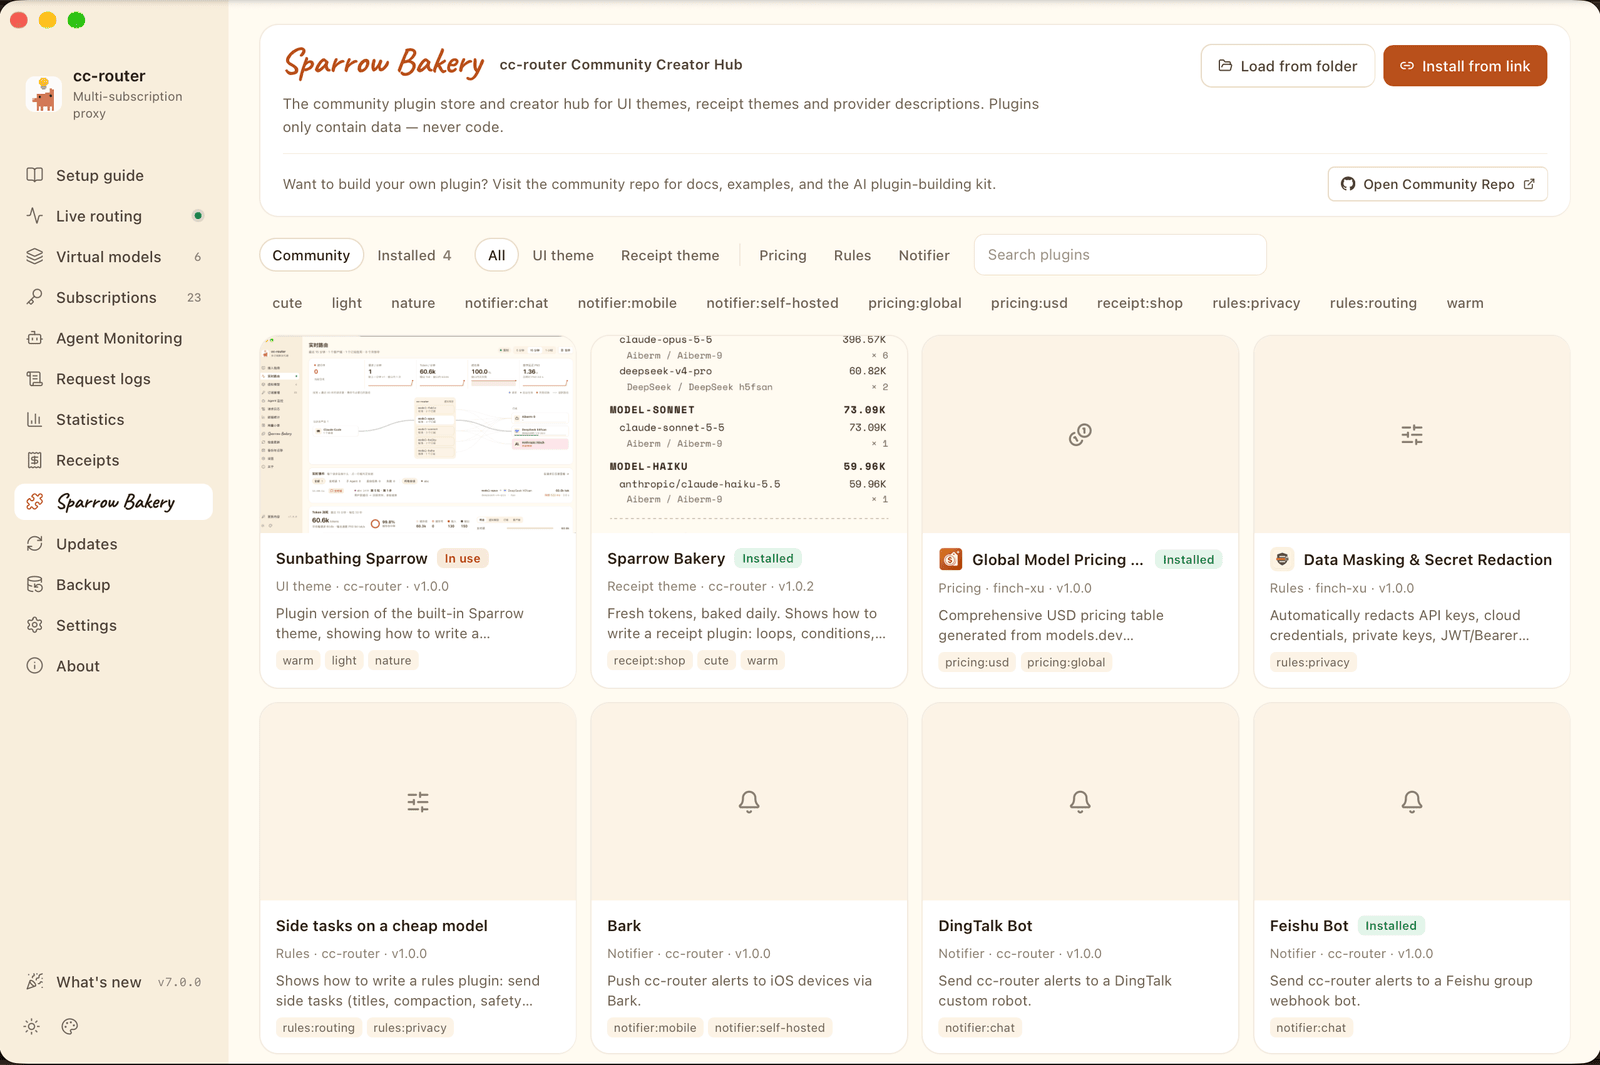 cc-router
Multi-subscription
proxy
Setup guide
Live routing
Virtual models 6
Subscriptions 23
Agent Monitoring
Request logs
Statistics
Receipts
Sparrow Bakery
Updates
Backup
Settings
About
What's new v7.0.0
Sparrow Bakery cc-router Community Creator Hub
Load from folder
Install from link
The community plugin store and creator hub for UI themes, receipt themes and provider descriptions. Plugins
only contain data — never code.
Want to build your own plugin? Visit the community repo for docs, examples, and the AI plugin-building kit.
Open Community Repo
Community Installed 4 All UI theme Receipt theme Pricing Rules Notifier Search plugins
cute light nature notifier:chat notifier:mobile notifier:self-hosted pricing:global pricing:usd receipt:shop rules:privacy rules:routing warm
claude-opus-5-5 396.57K
Aiberm / Aiberm-9 × 6
deepseek-v4-pro 60.82K
DeepSeek / DeepSeek h5fsan × 2
MODEL-SONNET 73.09K
claude-sonnet-5-5 73.09K
Aiberm / Aiberm-9 × 1
MODEL-HAIKU 59.96K
anthropic/claude-haiku-5.5 59.96K
Aiberm / Aiberm-9 × 1
Sunbathing Sparrow In use
UI theme · cc-router · v1.0.0
Plugin version of the built-in Sparrow
theme, showing how to write a...
warm light nature
Sparrow Bakery Installed
Receipt theme · cc-router · v1.0.2
Fresh tokens, baked daily. Shows how to
write a receipt plugin: loops, conditions,...
receipt:shop cute warm
Global Model Pricing ... Installed
Pricing · finch-xu · v1.0.0
Comprehensive USD pricing table
generated from models.dev...
pricing:usd pricing:global
Data Masking & Secret Redaction
Rules · finch-xu · v1.0.0
Automatically redacts API keys, cloud
credentials, private keys, JWT/Bearer...
rules:privacy
Side tasks on a cheap model
Rules · cc-router · v1.0.0
Shows how to write a rules plugin: send
side tasks (titles, compaction, safety...
rules:routing rules:privacy
Bark
Notifier · cc-router · v1.0.0
Push cc-router alerts to iOS devices via
Bark.
notifier:mobile notifier:self-hosted
DingTalk Bot
Notifier · cc-router · v1.0.0
Send cc-router alerts to a DingTalk
custom robot.
notifier:chat
Feishu Bot Installed
Notifier · cc-router · v1.0.0
Send cc-router alerts to a Feishu group
webhook bot.
notifier:chat